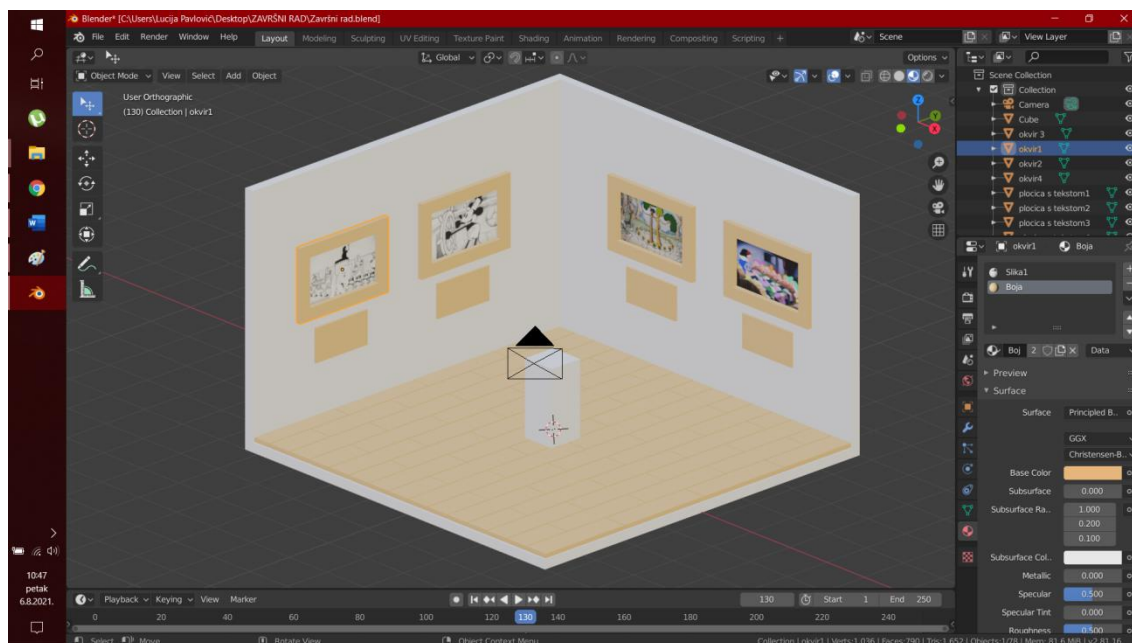 Blender* [C:\Users\Lucija Pavlović\Desktop\ZAVRŠNI RAD\Završni rad.blend]
File Edit Render Window Help Layout Modeling Sculpting UV Editing Texture Paint Shading Animation Rendering Compositing Scripting + Scene View Layer
Global Options
Object Mode View Select Add Object
User Orthographic
(130) Collection | okvir1
Z
Y
X
Scene Collection
Collection
Camera
Cube
okvir 3
okvir1
okvir2
okvir4
plocica s tekstom1
plocica s tekstom2
plocica s tekstom3
okvir1 Boja
Slika1
Boja
Boj 2 Data
Preview
Surface
Surface Principled B..
GGX
Christensen-B..
Base Color
Subsurface 0.000
Subsurface Ra.. 1.000
0.200
0.100
Subsurface Col..
Metallic 0.000
Specular 0.500
Specular Tint 0.000
Roughness 0.500
10:47
petak
6.8.2021.
Playback Keying View Marker 130 Start 1 End 250
0 20 40 60 80 100 120 130 140 160 180 200 220 240
Select Move Rotate View Object Context Menu Collection | okvir1 | Verts:1,036 | Faces:790 | Tris:1,652 | Objects:1/78 | Mem: 81.6 MiB | v2.81.16